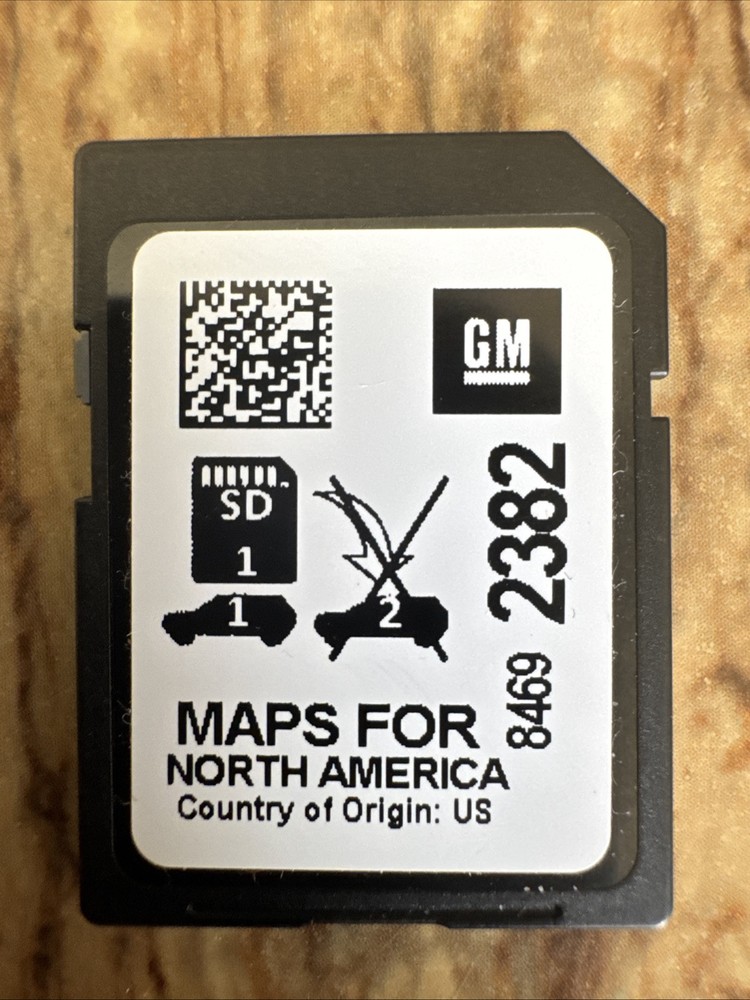 GM
SD
1
1
2
8469 2382
MAPS FOR
NORTH AMERICA
Country of Origin: US